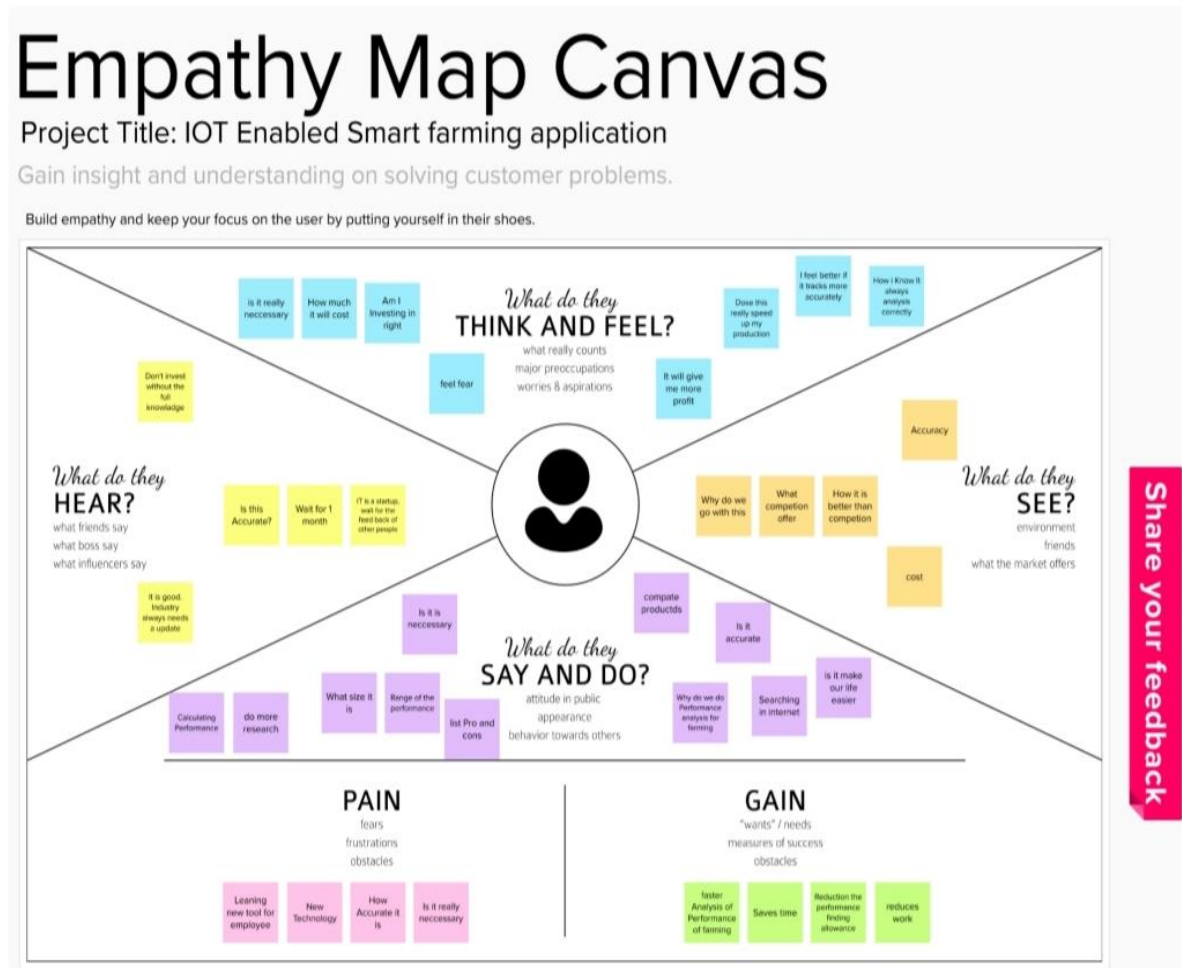 Empathy Map Canvas
Project Title: IOT Enabled Smart farming application
Gain insight and understanding on solving customer problems.
Build empathy and keep your focus on the user by putting yourself in their shoes.
What do they
THINK AND FEEL?
what really counts
major preoccupations
worries & aspirations
is it really
neccessary
How much
it will cost
Am I
Investing in
right
feel fear
Dose this
really speed
up my
production
I feel better if
it tracks more
accurately
How i Know it
always
analysis
correctly
It will give
me more
profit
What do they
HEAR?
what friends say
what boss say
what influencers say
Don't invest
without the
full
knowladge
Is this
Accurate?
Wait for 1
month
IT is a startup.
wait for the
feed back of
other people
It is good.
Industry
always needs
a update
What do they
SEE?
environment
friends
what the market offers
Accuracy
Why do we
go with this
What
competion
offer
How it is
better than
competion
cost
What do they
SAY AND DO?
attitude in public
appearance
behavior towards others
Is it is
neccessary
compate
productds
Is it
accurate
Calculating
Performance
do more
research
What size it
is
Range of the
performance
list Pro and
cons
Why do we do
Performance
analysis for
farming
Searching
in internet
is it make
our life
easier
PAIN
fears
frustrations
obstacles
Leaning
new tool for
employee
New
Technology
How
Accurate it
is
Is it really
neccessary
GAIN
"wants" / needs
measures of success
obstacles
faster
Analysis of
Performance
of farming
Saves time
Reduction the
performance
finding
allowance
reduces
work
Share your feedback